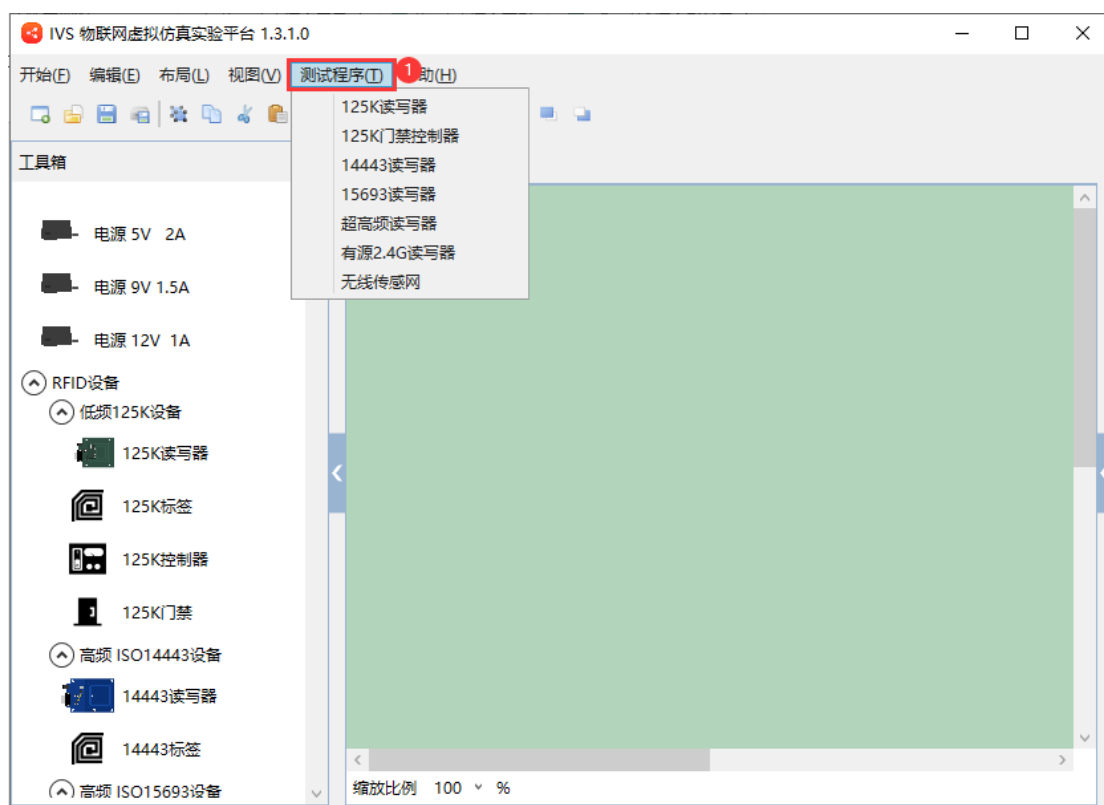 IVS 物联网虚拟仿真实验平台 1.3.1.0
开始(F) 编辑(E) 布局(L) 视图(V) 测试程序(T) 1 助(H)
125K读写器
125K门禁控制器
14443读写器
15693读写器
超高频读写器
有源2.4G读写器
无线传感网
工具箱
电源 5V 2A
电源 9V 1.5A
电源 12V 1A
RFID设备
低频125K设备
125K读写器
125K标签
125K控制器
125K门禁
高频 ISO14443设备
14443读写器
14443标签
高频 ISO15693设备
缩放比例 100 %